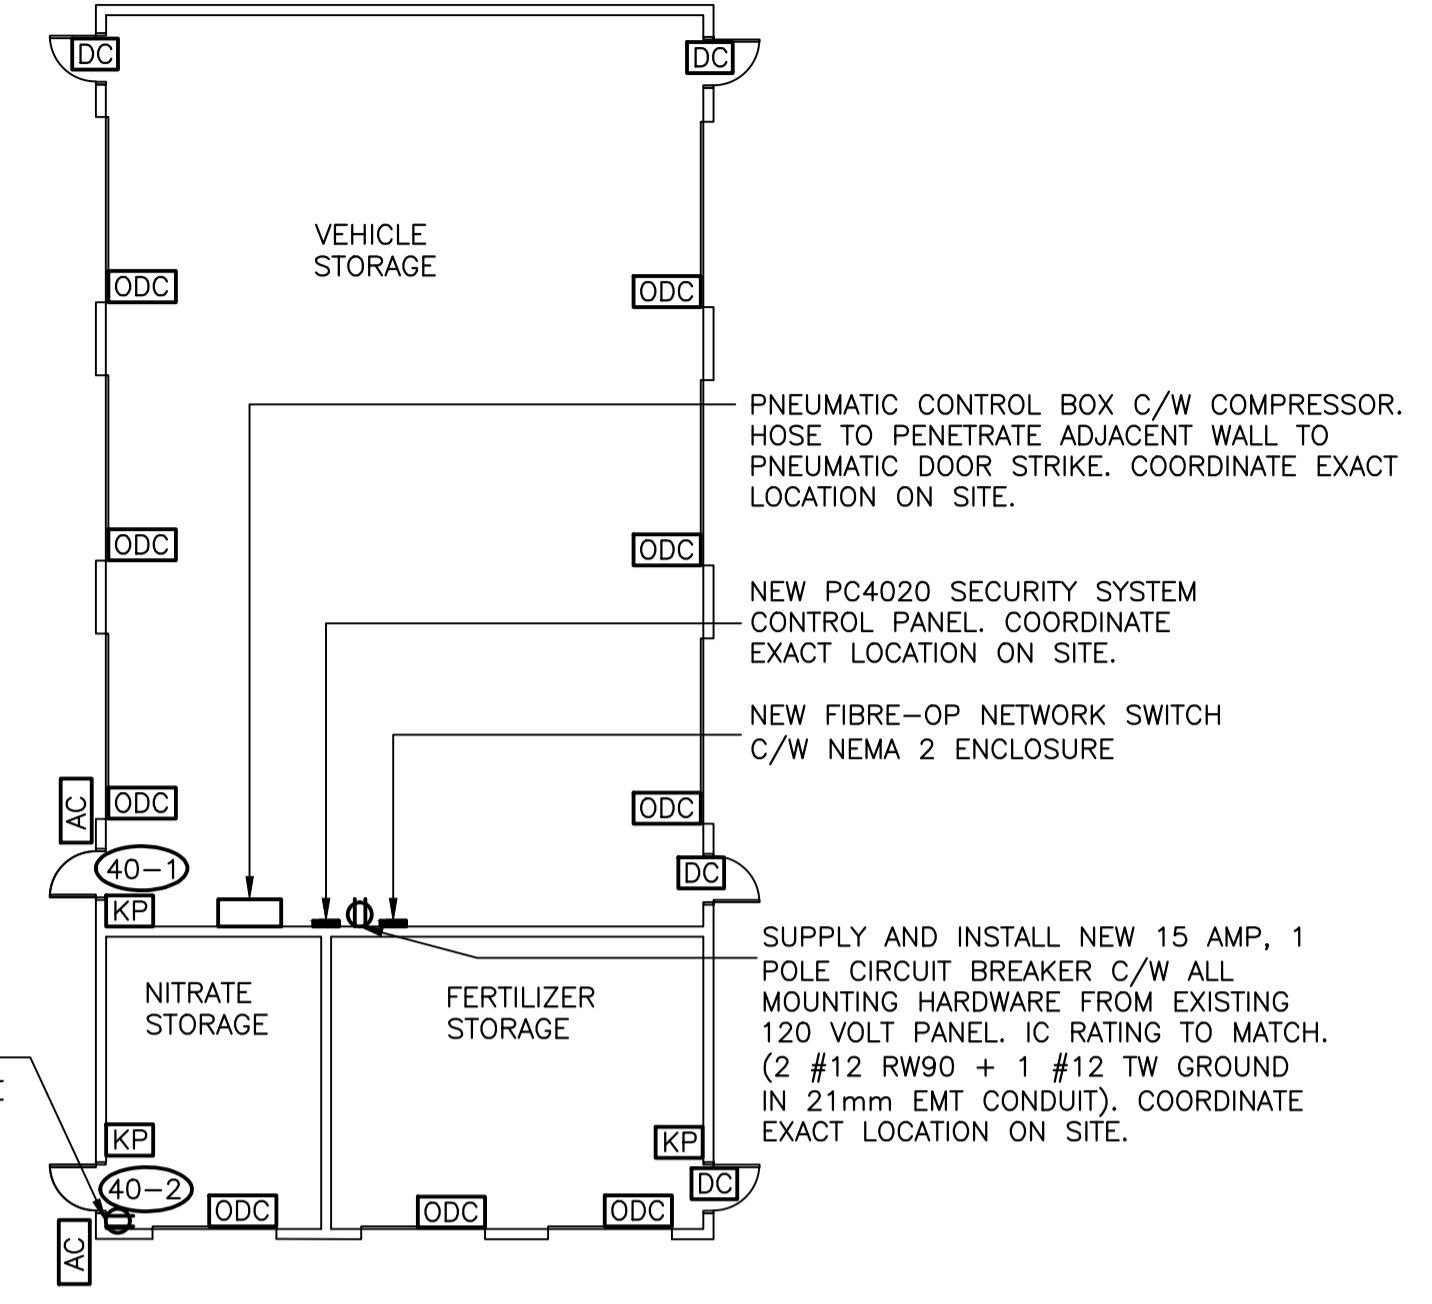 DC
DC
VEHICLE
STORAGE
ODC
ODC
PNEUMATIC CONTROL BOX C/W COMPRESSOR.
HOSE TO PENETRATE ADJACENT WALL TO
PNEUMATIC DOOR STRIKE. COORDINATE EXACT
LOCATION ON SITE.
ODC
ODC
NEW PC4020 SECURITY SYSTEM
CONTROL PANEL. COORDINATE
EXACT LOCATION ON SITE.
NEW FIBRE-OP NETWORK SWITCH
C/W NEMA 2 ENCLOSURE
AC
ODC
ODC
40-1
DC
KP
SUPPLY AND INSTALL NEW 15 AMP, 1
POLE CIRCUIT BREAKER C/W ALL
MOUNTING HARDWARE FROM EXISTING
120 VOLT PANEL. IC RATING TO MATCH.
(2 #12 RW90 + 1 #12 TW GROUND
IN 21mm EMT CONDUIT). COORDINATE
EXACT LOCATION ON SITE.
NITRATE
STORAGE
FERTILIZER
STORAGE
KP
KP
40-2
DC
ODC
ODC
ODC
AC